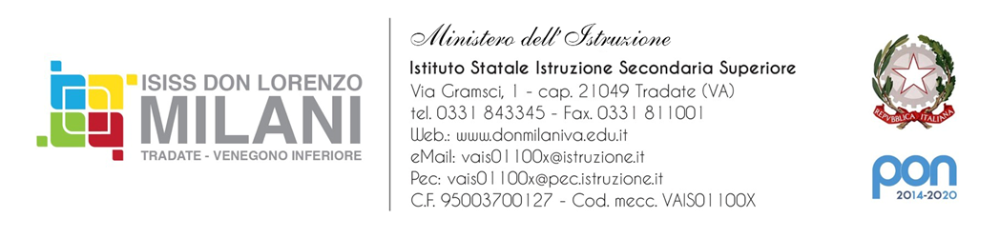 ISISS DON LORENZO
MILANI
TRADATE - VENEGONO INFERIORE
Ministero dell' Istruzione
Istituto Statale Istruzione Secondaria Superiore
Via Gramsci, 1 - cap. 21049 Tradate (VA)
tel. 0331 843345 - Fax. 0331 811001
Web.: www.donmilaniva.edu.it
eMail: vais01100x@istruzione.it
Pec: vais01100x@pec.istruzione.it
C.F. 95003700127 - Cod. mecc. VAIS01100X
REPVBBLICA ITALIANA
pon
2014-2020